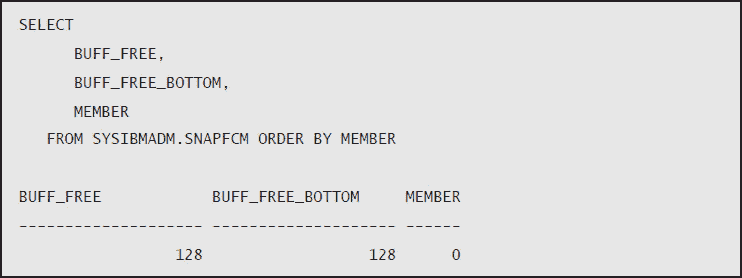 SELECT
BUFF_FREE,
BUFF_FREE_BOTTOM,
MEMBER
FROM SYSIBMADM.SNAPFCM ORDER BY MEMBER
BUFF_FREE BUFF_FREE_BOTTOM MEMBER
-------------------- -------------------- ------
128 128 0